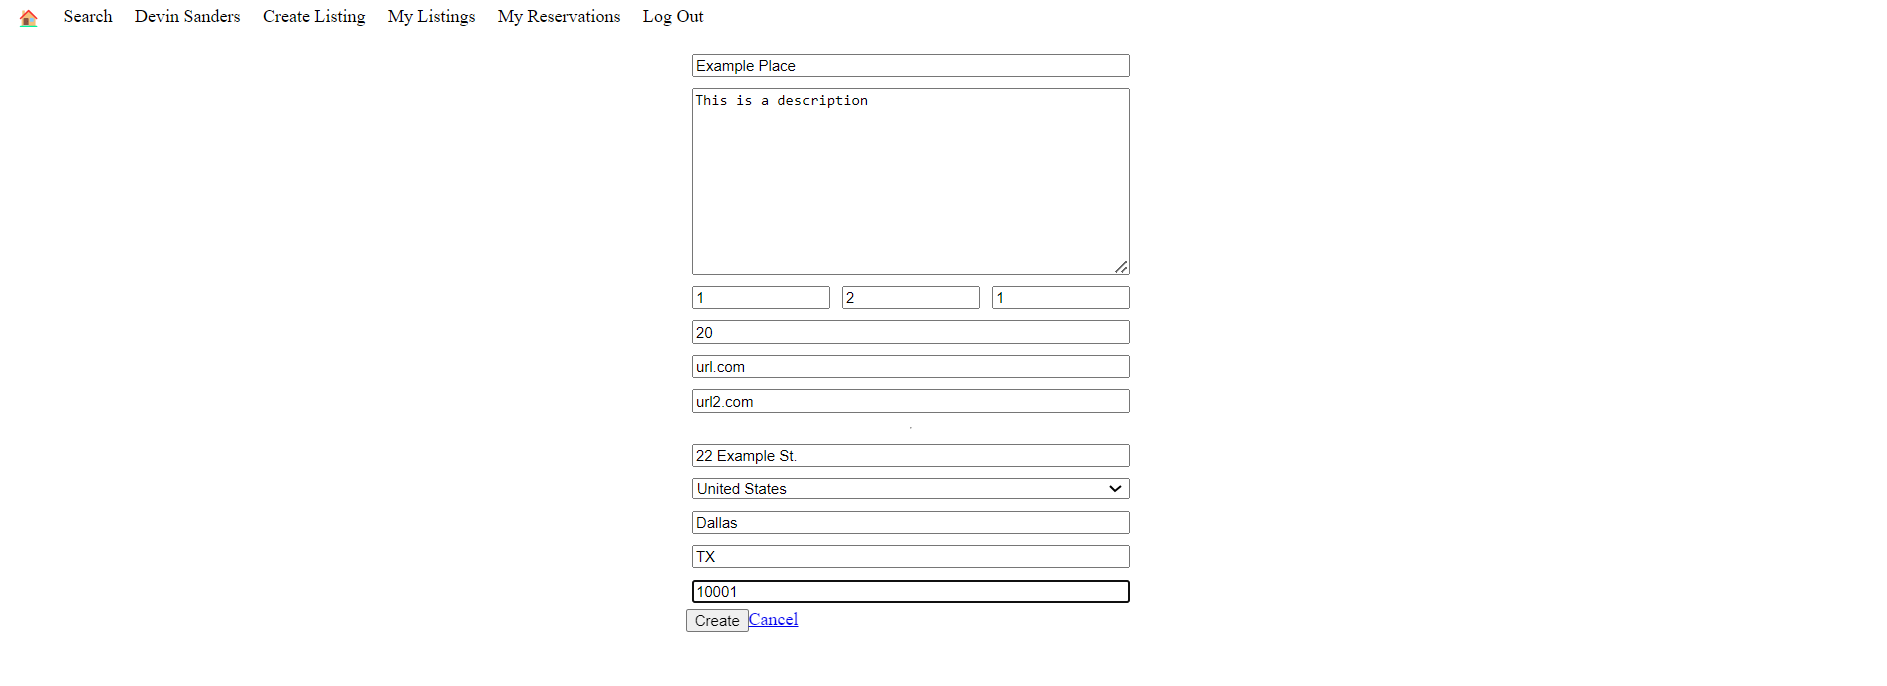 Search Devin Sanders Create Listing My Listings My Reservations Log Out
Example Place
This is a description
1 2 1
20
url.com
url2.com
22 Example St.
United States
Dallas
TX
10001
Create Cancel